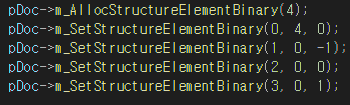 pDoc->m_AllocStructureElementBinary(4);
pDoc->m_SetStructureElementBinary(0, 4, 0);
pDoc->m_SetStructureElementBinary(1, 0, -1);
pDoc->m_SetStructureElementBinary(2, 0, 0);
pDoc->m_SetStructureElementBinary(3, 0, 1);